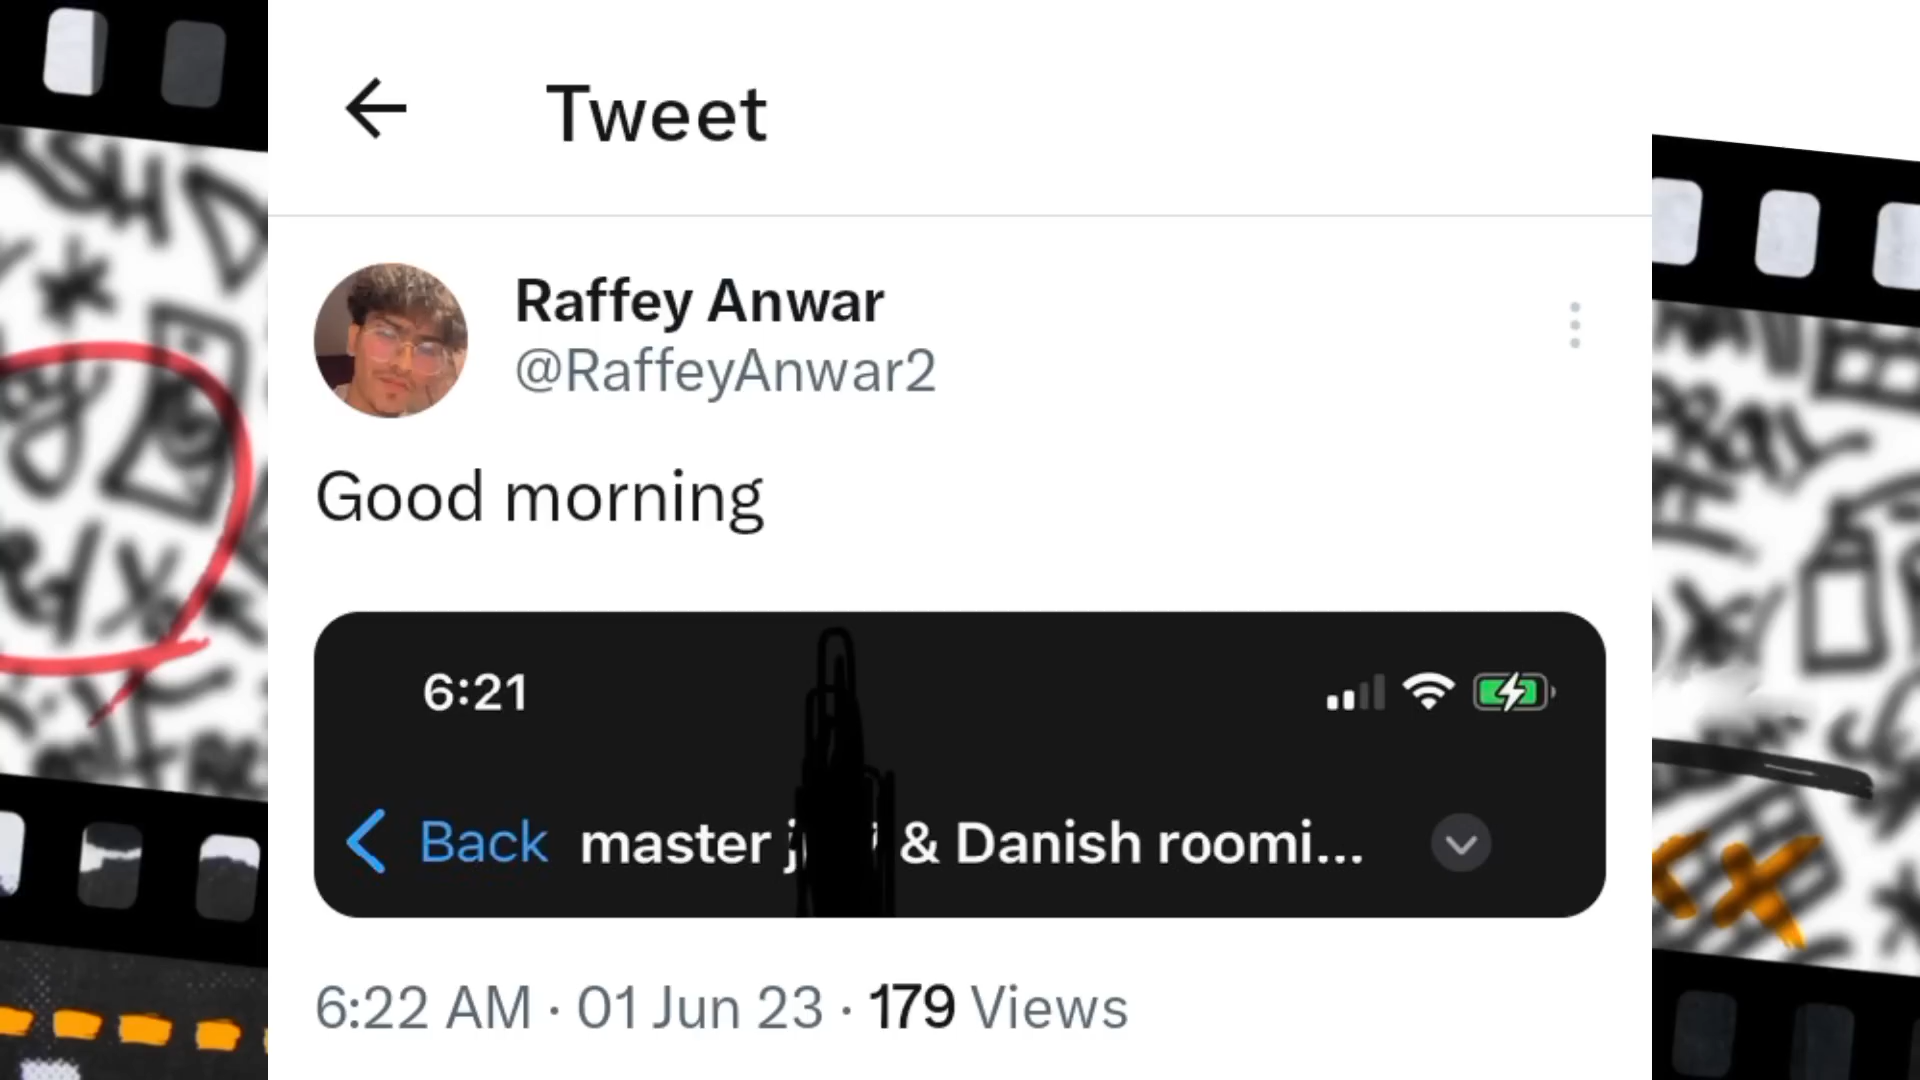 Tweet
Raffey Anwar
@RaffeyAnwar2
Good morning
6:21
Back master & Danish roomi...
6:22 AM · 01 Jun 23 · 179 Views